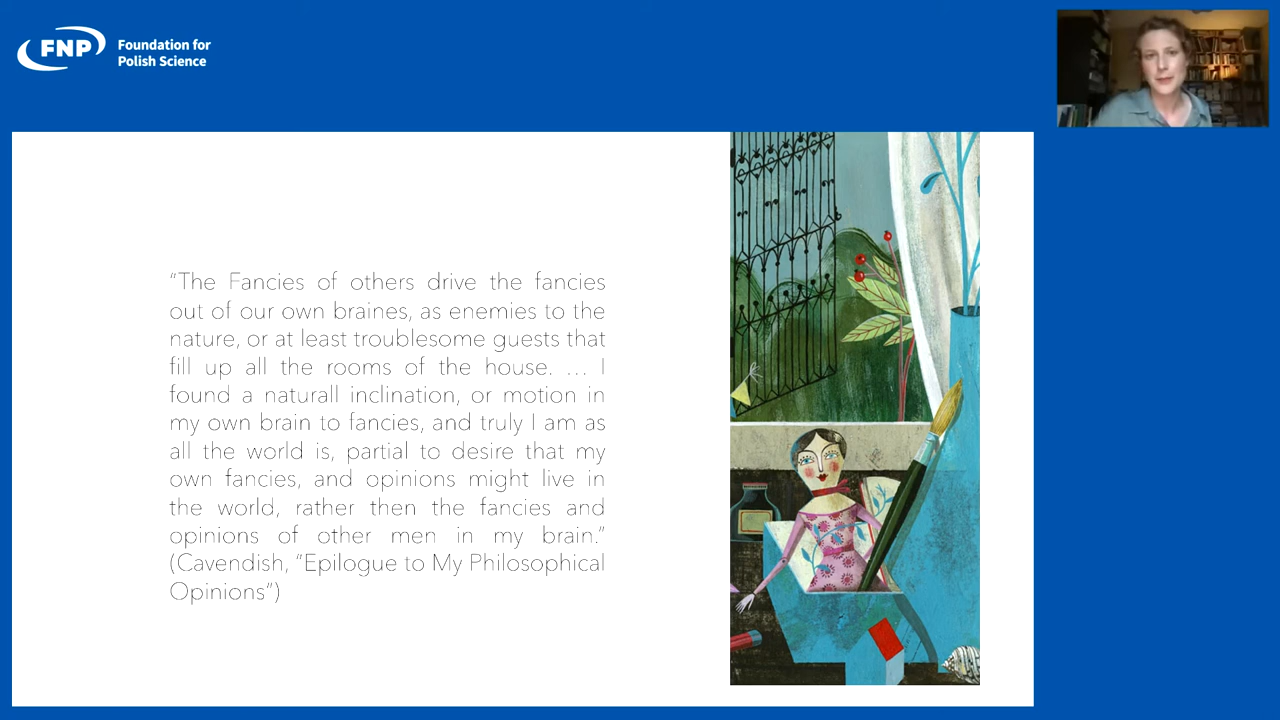 FNP
Foundation for
Polish Science
“The Fancies of others drive the fancies
out of our own braines, as enemies to the
nature, or at least troublesome guests that
fill up all the rooms of the house. … I
found a naturall inclination, or motion in
my own brain to fancies, and truly I am as
all the world is, partial to desire that my
own fancies, and opinions might live in
the world, rather then the fancies and
opinions of other men in my brain.”
(Cavendish, “Epilogue to My Philosophical
Opinions”)